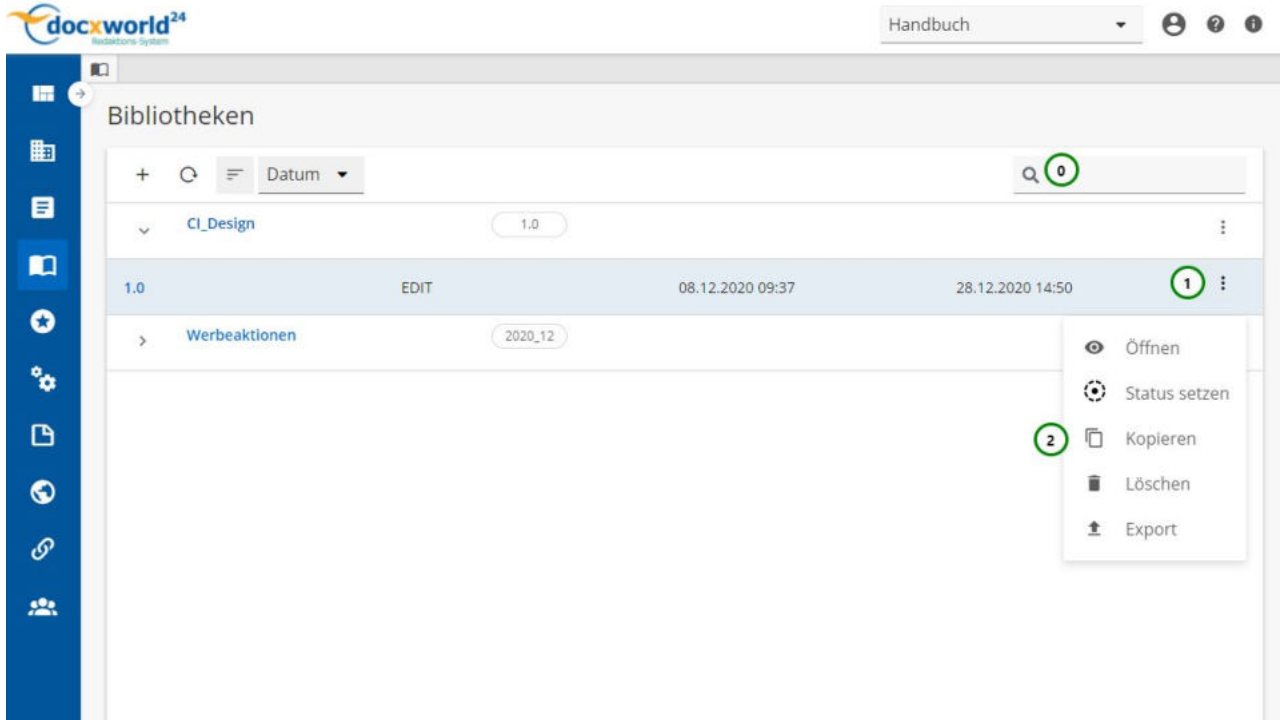 docxworld24
Redaktions-System
Handbuch
Bibliotheken
Datum
0
CI_Design 1.0
1.0 EDIT 08.12.2020 09:37 28.12.2020 14:50 1
Werbeaktionen 2020_12
Öffnen
Status setzen
2 Kopieren
Löschen
Export